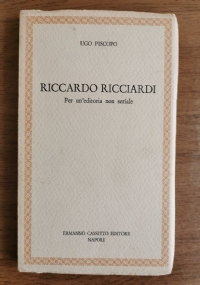 UGO PISCOPO
RICCARDO RICCIARDI
Per un'editoria non seriale
ERMANNO CASSITTO EDITORE
NAPOLI